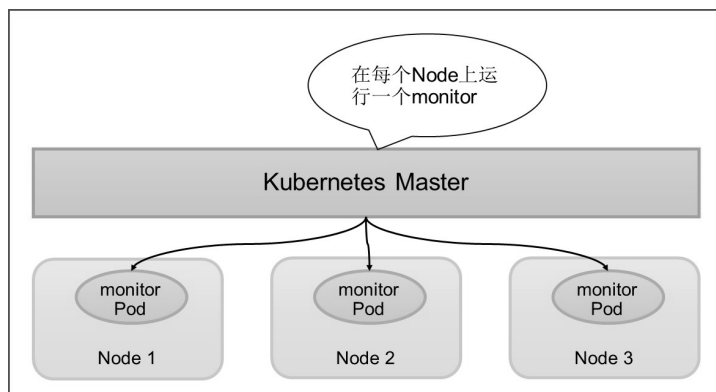 在每个Node上运
行一个monitor
Kubernetes Master
monitor
Pod
Node 1
monitor
Pod
Node 2
monitor
Pod
Node 3